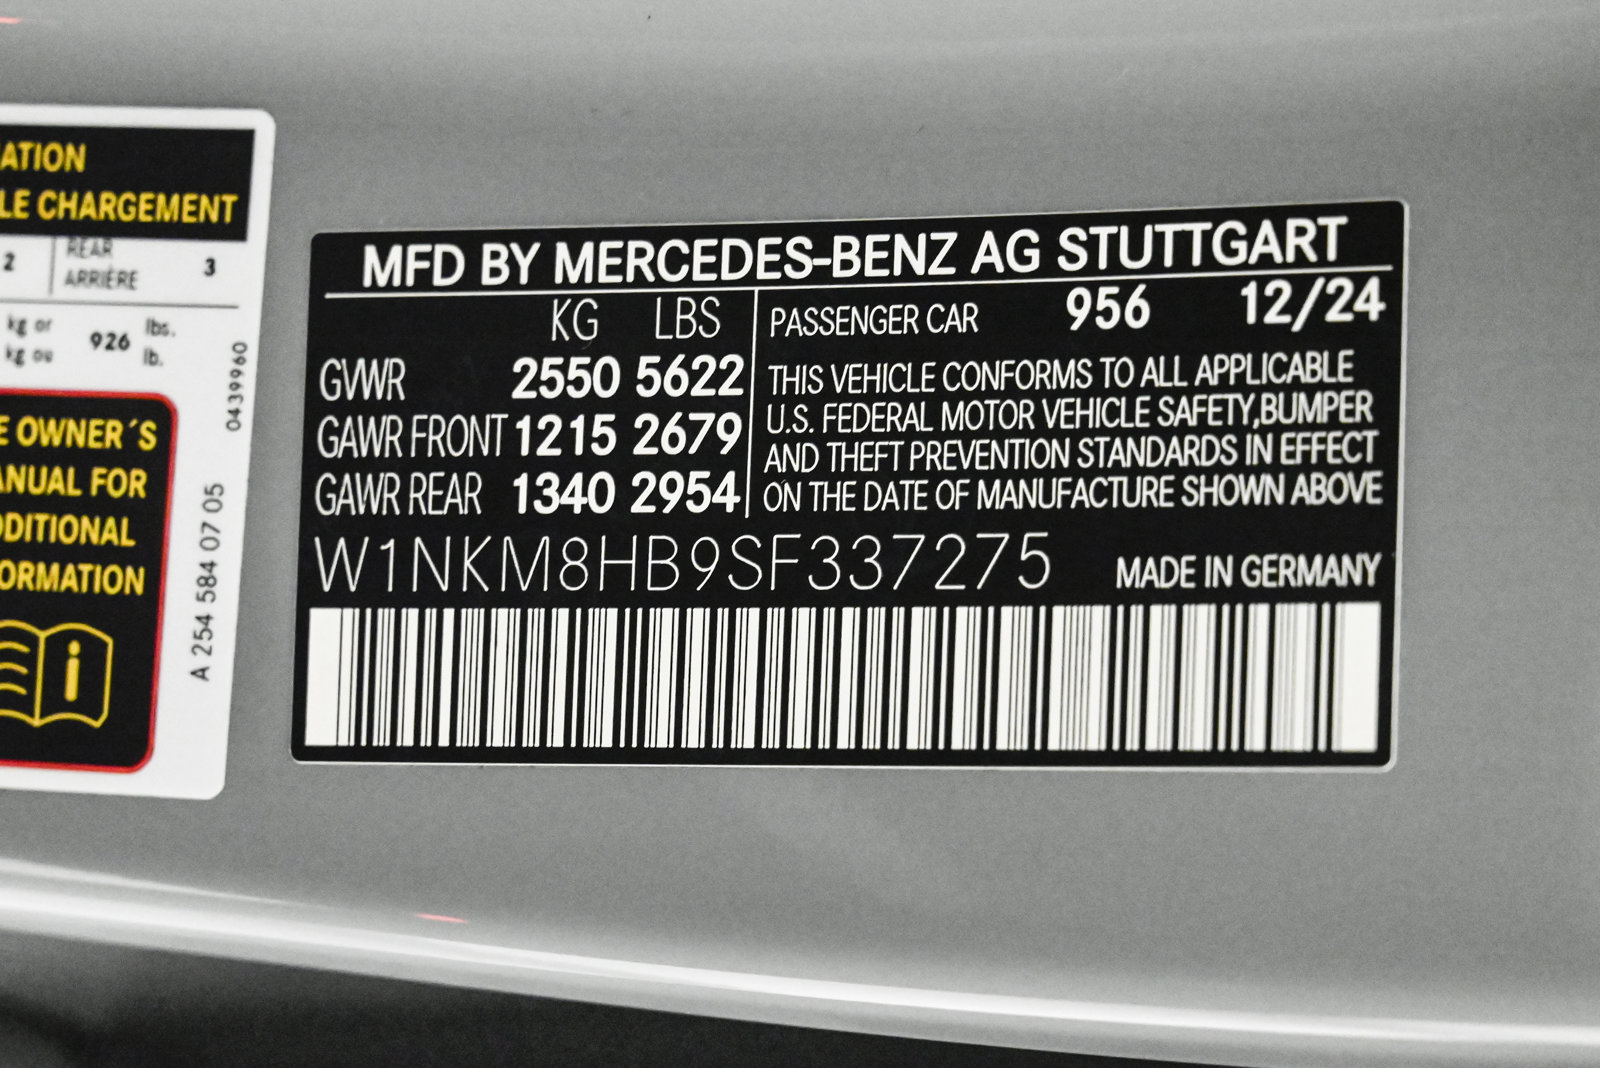 ATION
LE CHARGEMENT
2 REAR 3
ARRIÈRE
kg or 926 lbs.
kg ou lb.
0439960
E OWNER´S
ANUAL FOR
DDITIONAL
ORMATION
i
A 254 584 07 05
MFD BY MERCEDES-BENZ AG STUTTGART
KG LBS
PASSENGER CAR 956 12/24
GVWR 2550 5622
GAWR FRONT 1215 2679
GAWR REAR 1340 2954
THIS VEHICLE CONFORMS TO ALL APPLICABLE
U.S. FEDERAL MOTOR VEHICLE SAFETY,BUMPER
AND THEFT PREVENTION STANDARDS IN EFFECT
ON THE DATE OF MANUFACTURE SHOWN ABOVE
W1NKM8HB9SF337275
MADE IN GERMANY